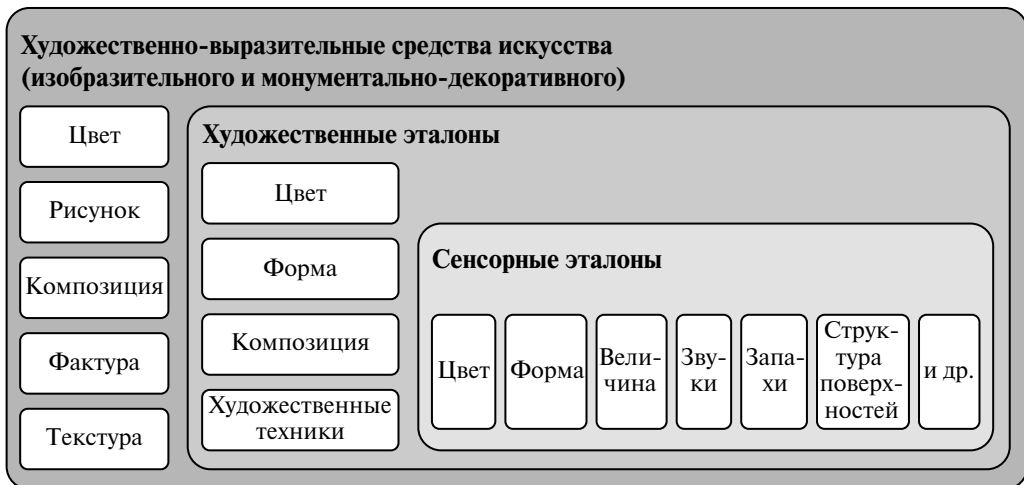 Художественно-выразительные средства искусства
(изобразительного и монументально-декоративного)
Цвет
Рисунок
Композиция
Фактура
Текстура
Художественные эталоны
Цвет
Форма
Композиция
Художественные
техники
Сенсорные эталоны
Цвет
Форма
Вели-
чина
Зву-
ки
Запа-
хи
Струк-
тура
поверх-
ностей
и др.